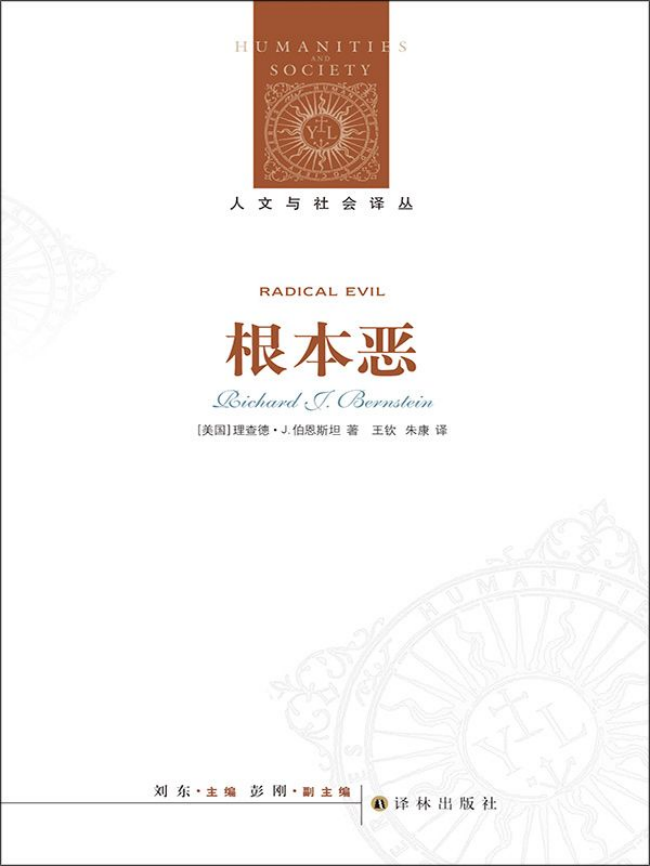 HUMANITIES
AND
SOCIETY
YL
人文与社会译丛
RADICAL EVIL
根本恶
Richard J. Bernstein
[美国]理查德·J.伯恩斯坦 著 王钦 朱康 译
HUMANITIES
YL
刘东·主编 彭刚·副主编
译林出版社